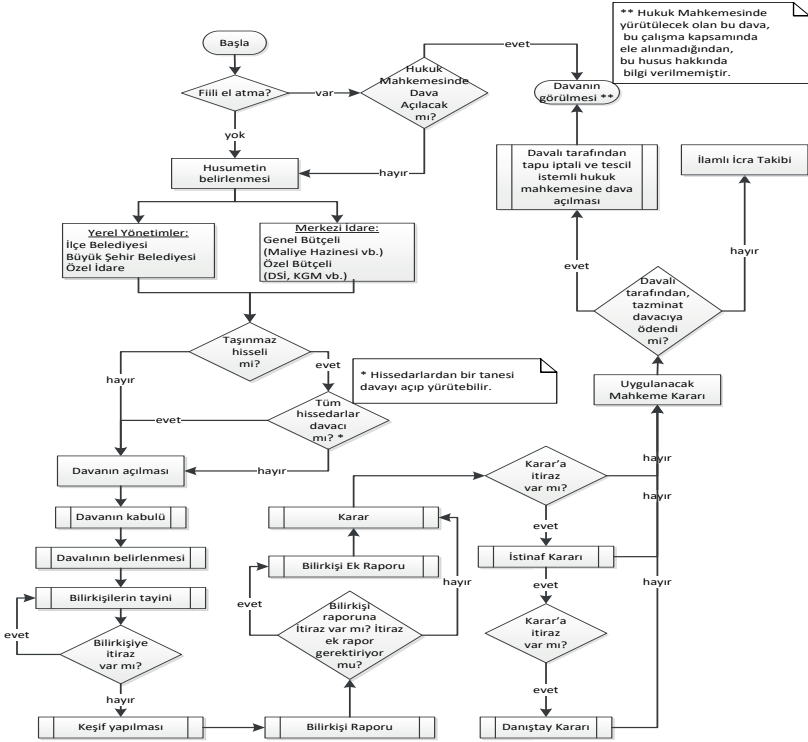 ** Hukuk Mahkemesinde
yürütülecek olan bu dava,
bu çalışma kapsamında
ele alınmadığından,
bu husus hakkında
bilgi verilmemiştir.
Başla
evet
Fiili el atma?
var
Hukuk
Mahkemesinde
Dava
Açılacak
mı?
Davanın
görülmesi **
yok
Husumetin
belirlenmesi
hayır
Davalı tarafından
tapu iptali ve tescil
istemli hukuk
mahkemesine dava
açılması
İlamlı İcra Takibi
Yerel Yönetimler:
İlçe Belediyesi
Büyük Şehir Belediyesi
Özel İdare
Merkezi İdare:
Genel Bütçeli
(Maliye Hazinesi vb.)
Özel Bütçeli
(DSİ, KGM vb.)
evet
hayır
Davalı
tarafından,
tazminat
davacıya
ödendi
mi?
Taşınmaz
hisseli
mi?
hayır
evet
* Hissedarlardan bir tanesi
davayı açıp yürütebilir.
Uygulanacak
Mahkeme Kararı
evet
Tüm
hissedarlar
davacı
mı? *
hayır
Davanın açılması
Davanın kabulü
Davalının belirlenmesi
Bilirkişilerin tayini
evet
Bilirkişiye
itiraz
var mı?
hayır
Keşif yapılması
Karar
Bilirkişi Ek Raporu
evet
hayır
Bilirkişi
raporuna
İtiraz var mı? İtiraz
ek rapor
gerektiriyor
mu?
Bilirkişi Raporu
Karar'a
itiraz
var mı?
hayır
hayır
evet
İstinaf Kararı
evet
hayır
Karar'a
itiraz
var mı?
evet
Danıştay Kararı